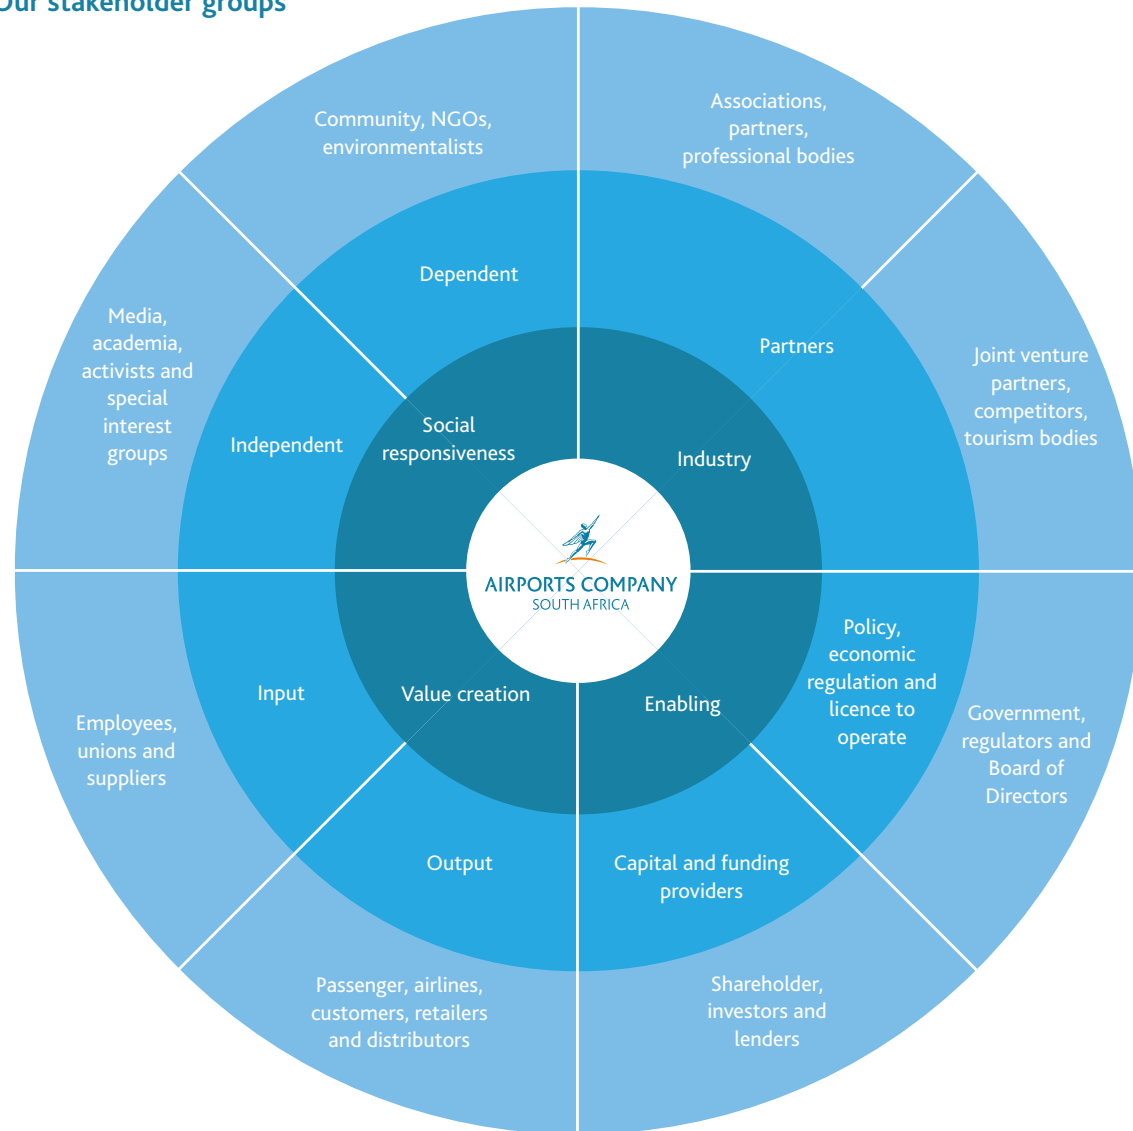 Our stakeholder groups
Community, NGOs,
environmentalists
Associations,
partners,
professional bodies
Dependent
Partners
Media,
academia,
activists and
special
interest
groups
Joint venture
partners,
competitors,
tourism bodies
Independent
Social
responsiveness
Industry
AIRPORTS COMPANY
SOUTH AFRICA
Input
Value creation
Enabling
Policy,
economic
regulation and
licence to
operate
Employees,
unions and
suppliers
Government,
regulators and
Board of
Directors
Output
Capital and funding
providers
Passenger, airlines,
customers, retailers
and distributors
Shareholder,
investors and
lenders